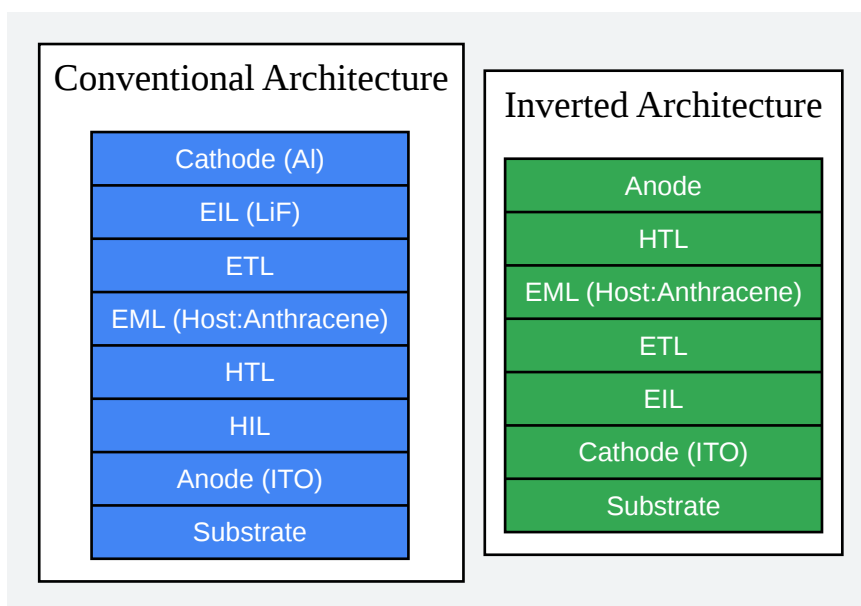 Conventional Architecture
Cathode (Al)
EIL (LiF)
ETL
EML (Host:Anthracene)
HTL
HIL
Anode (ITO)
Substrate
Inverted Architecture
Anode
HTL
EML (Host:Anthracene)
ETL
EIL
Cathode (ITO)
Substrate